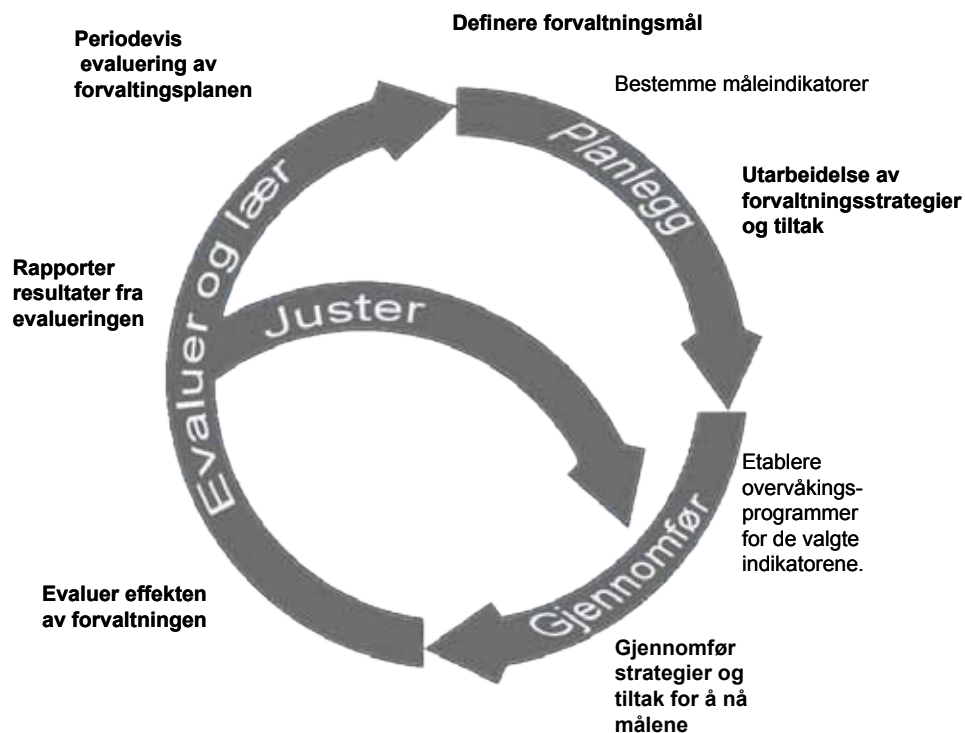 Definere forvaltningsmål
Bestemme måleindikatorer
Planlegg
Utarbeidelse av
forvaltningsstrategier
og tiltak
Etablere
overvåkings-
programmer
for de valgte
indikatorene.
Gjennomfør
Gjennomfør
strategier og
tiltak for å nå
målene
Evaluer effekten
av forvaltningen
Evaluer og lær
Juster
Rapporter
resultater fra
evalueringen
Periodevis
evaluering av
forvaltingsplanen